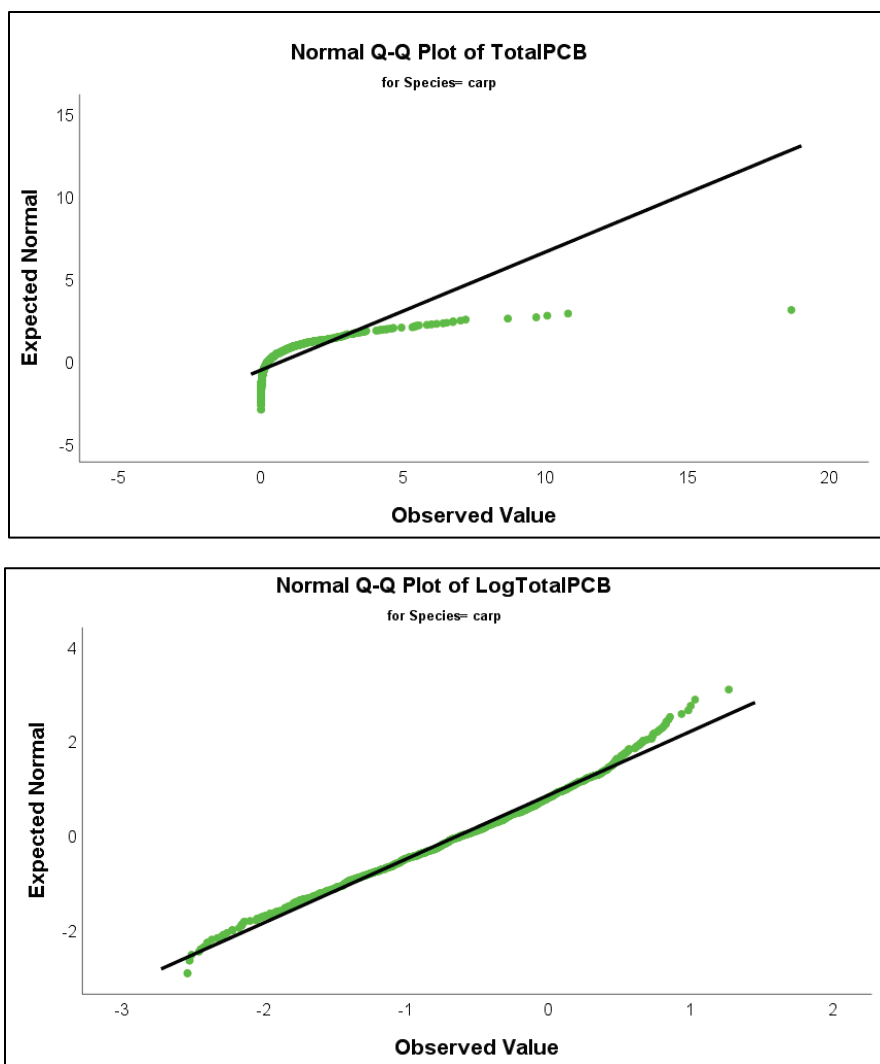 Normal Q-Q Plot of TotalPCB
for Species= carp
Expected Normal
15
10
5
0
-5
-5 0 5 10 15 20
Observed Value
Normal Q-Q Plot of LogTotalPCB
for Species= carp
Expected Normal
4
2
0
-2
-3 -2 -1 0 1 2
Observed Value